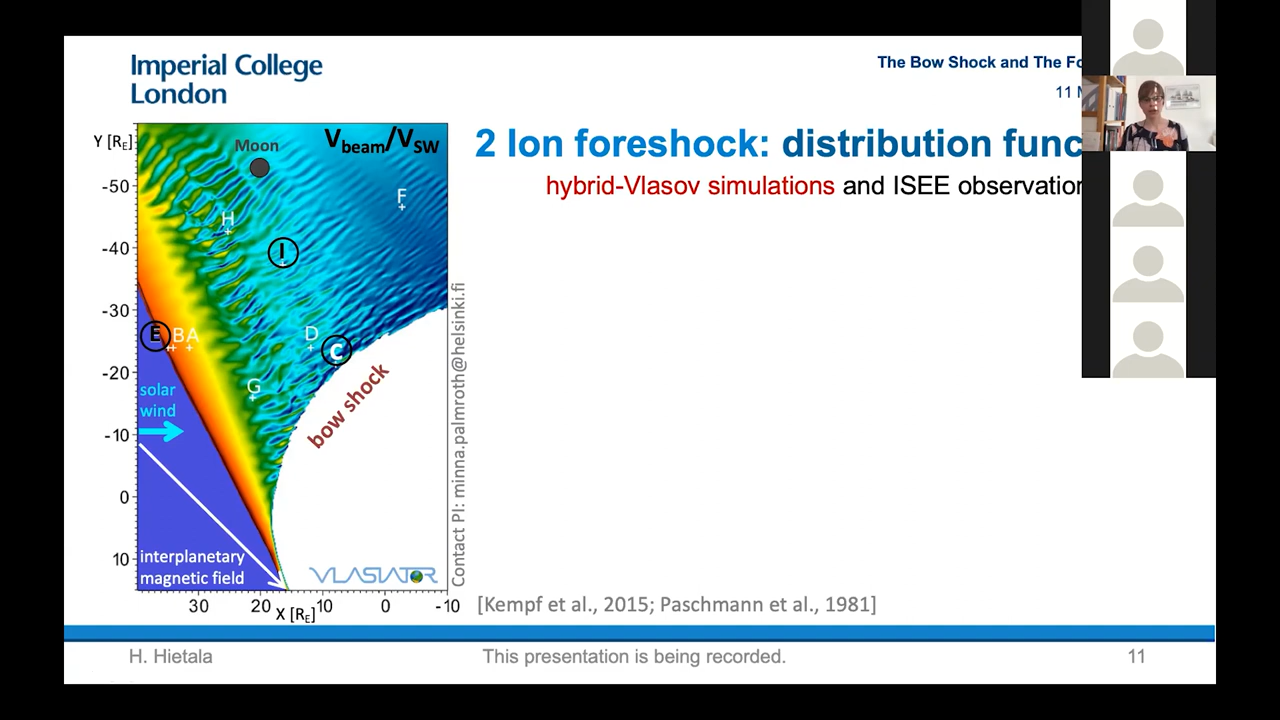 Imperial College
London
The Bow Shock and The Fo
11 M
2 Ion foreshock: distribution func
hybrid-Vlasov simulations and ISEE observation
Y [RE]
Moon
Vbeam/VSW
-50
F
H
-40
I
-30
E
B A
D
C
-20
solar
wind
G
bow shock
-10
0
10
interplanetary
magnetic field
VLASIATOR
30
20
X [RE]
10
0
-10
Contact PI: minna.palmroth@helsinki.fi
[Kempf et al., 2015; Paschmann et al., 1981]
H. Hietala
This presentation is being recorded.
11